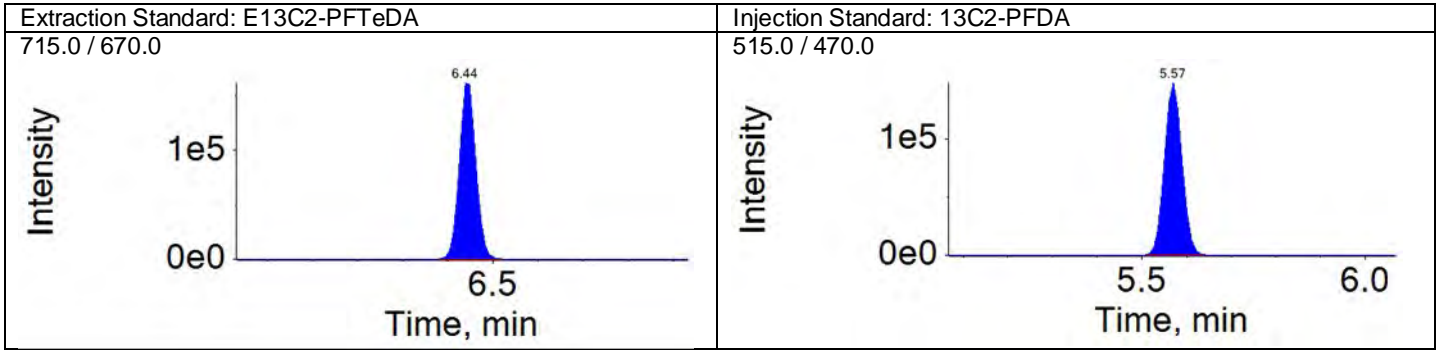 Extraction Standard: E13C2-PFTeDA
715.0 / 670.0
6.44
Intensity
1e5
0e0
6.5
Time, min
Injection Standard: 13C2-PFDA
515.0 / 470.0
5.57
Intensity
1e5
0e0
5.5 6.0
Time, min